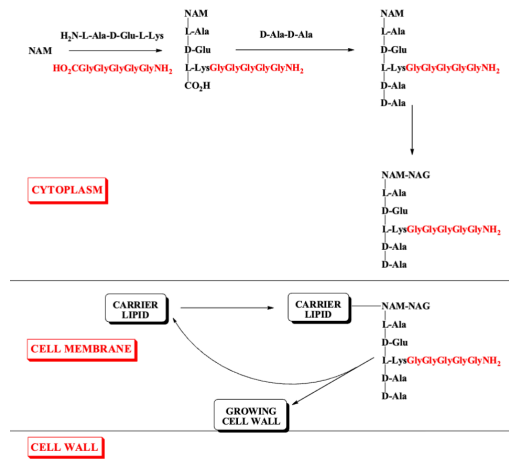 NAM
H2N-L-Ala-D-Glu-L-Lys
HO2CGlyGlyGlyGlyGlyNH2
NAM
L-Ala
D-Glu
L-LysGlyGlyGlyGlyGlyNH2
CO2H
D-Ala-D-Ala
NAM
L-Ala
D-Glu
L-LysGlyGlyGlyGlyGlyNH2
D-Ala
D-Ala
CYTOPLASM
NAM-NAG
L-Ala
D-Glu
L-LysGlyGlyGlyGlyGlyNH2
D-Ala
D-Ala
CARRIER
LIPID
CARRIER
LIPID
NAM-NAG
L-Ala
D-Glu
L-LysGlyGlyGlyGlyGlyNH2
D-Ala
D-Ala
CELL MEMBRANE
GROWING
CELL WALL
CELL WALL